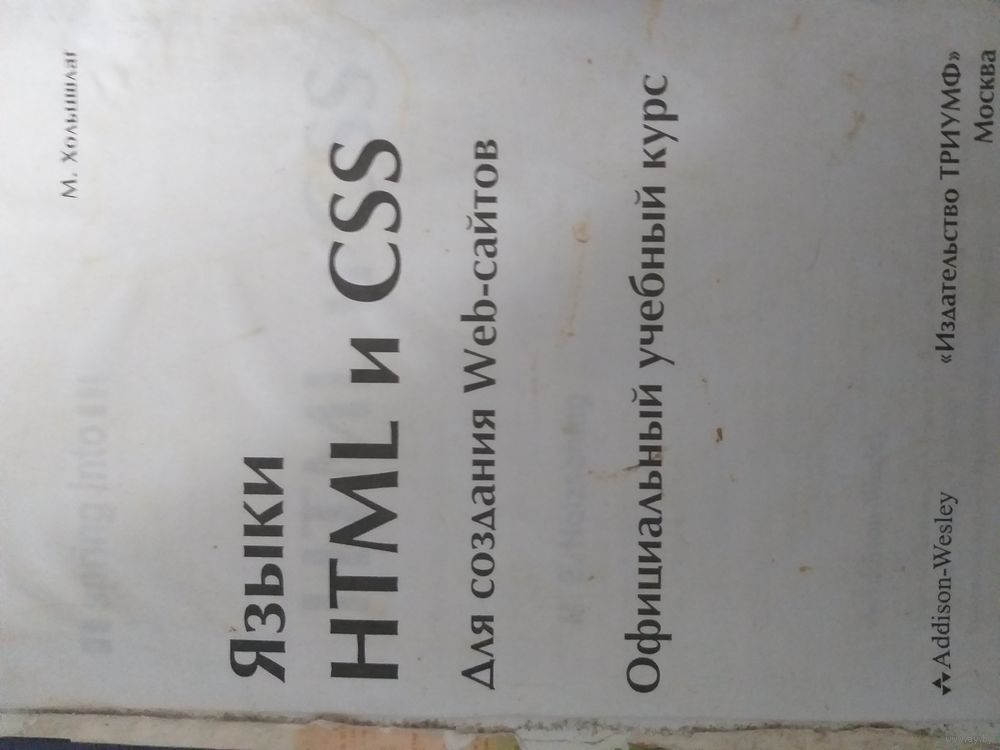 М. Хольцшлаг
Языки
HTML и CSS
Для создания Web-сайтов
Официальный учебный курс
Addison-Wesley
«Издательство ТРИУМФ»
Москва